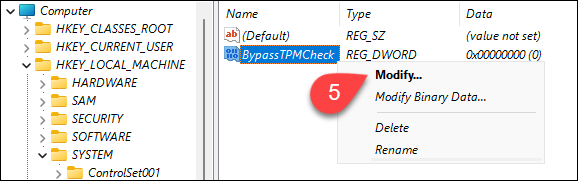 Computer
HKEY_CLASSES_ROOT
HKEY_CURRENT_USER
HKEY_LOCAL_MACHINE
HARDWARE
SAM
SECURITY
SOFTWARE
SYSTEM
ControlSet001
Name Type Data
ab (Default) REG_SZ (value not set)
BypassTPMCheck REG_DWORD 0x00000000 (0)
5
Modify...
Modify Binary Data...
Delete
Rename